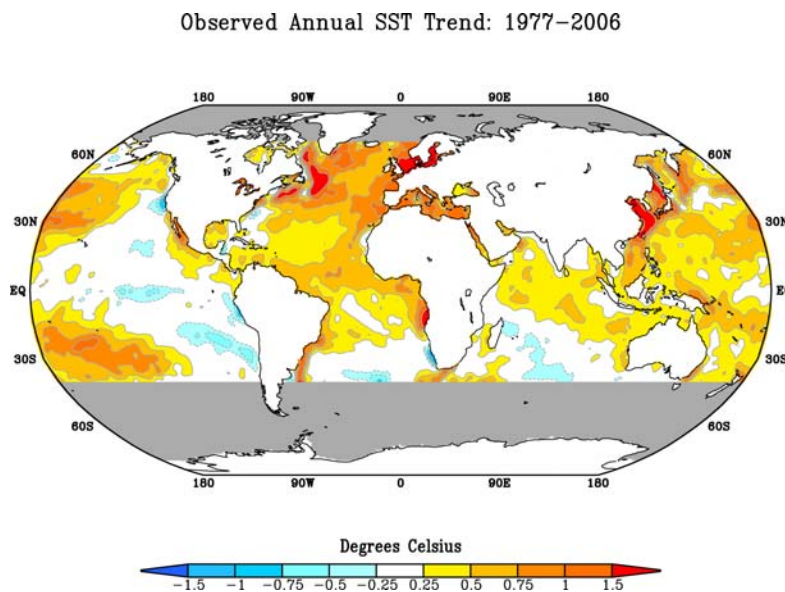 Observed Annual SST Trend: 1977-2006
180 90W 0 90E 180
60N 60N
30N 30N
EQ EQ
30S 30S
60S 60S
180 90W 0 90E 180
Degrees Celsius
-1.5 -1 -0.75 -0.5 -0.25 0.25 0.5 0.75 1 1.5